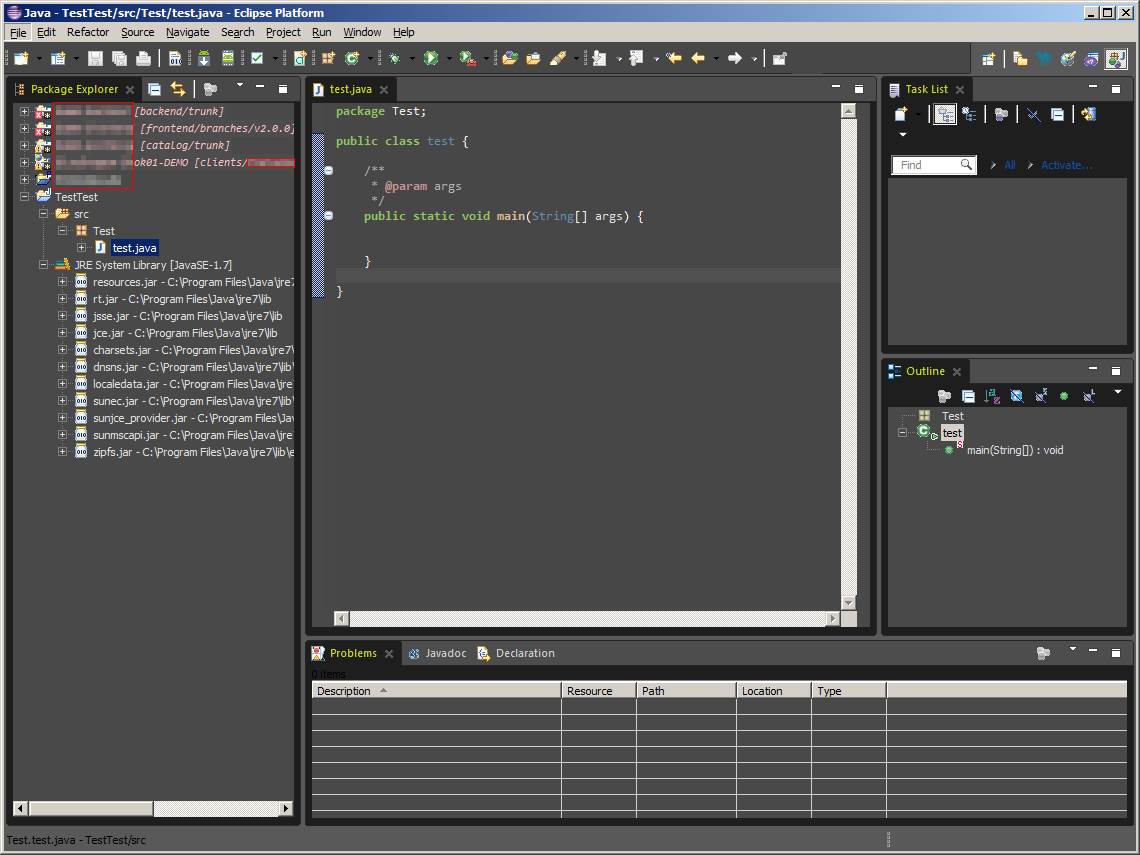 Java - TestTest/src/Test/test.java - Eclipse Platform
File Edit Refactor Source Navigate Search Project Run Window Help
Package Explorer
[backend/trunk]
[frontend/branches/v2.0.0]
[catalog/trunk]
ok01-DEMO [clients/
TestTest
src
Test
test.java
JRE System Library [JavaSE-1.7]
resources.jar - C:\Program Files\Java\jre7
rt.jar - C:\Program Files\Java\jre7\lib
jsse.jar - C:\Program Files\Java\jre7\lib
jce.jar - C:\Program Files\Java\jre7\lib
charsets.jar - C:\Program Files\Java\jre7\
dnsns.jar - C:\Program Files\Java\jre7\lib\
localedata.jar - C:\Program Files\Java\jre
sunec.jar - C:\Program Files\Java\jre7\lib\
sunjce_provider.jar - C:\Program Files\Java
sunmscapi.jar - C:\Program Files\Java\jre
zipfs.jar - C:\Program Files\Java\jre7\lib\e
test.java
package Test;
public class test {
/**
* @param args
*/
public static void main(String[] args) {
}
}
Task List
Find All Activate...
Outline
Test
test
main(String[]) : void
Problems Javadoc Declaration
0 items
Description Resource Path Location Type
Test.test.java - TestTest/src